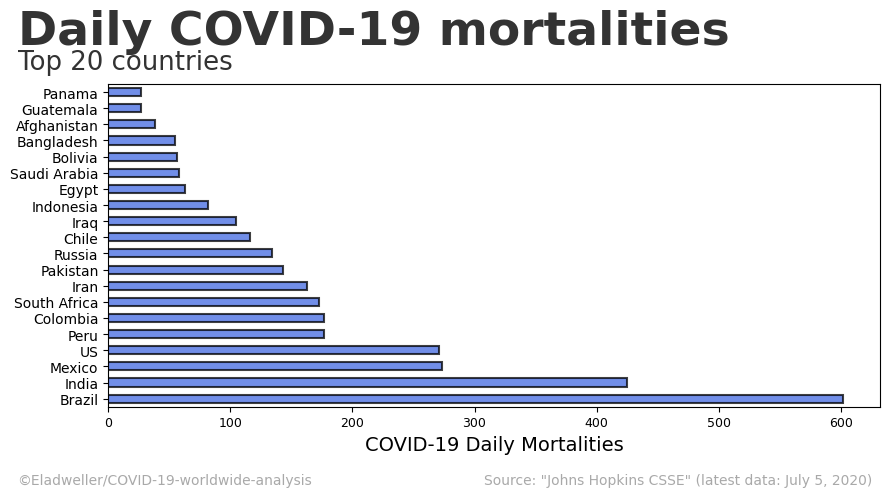 Daily COVID-19 mortalities
Top 20 countries
Panama
Guatemala
Afghanistan
Bangladesh
Bolivia
Saudi Arabia
Egypt
Indonesia
Iraq
Chile
Russia
Pakistan
Iran
South Africa
Colombia
Peru
US
Mexico
India
Brazil
0 100 200 300 400 500 600
COVID-19 Daily Mortalities
©Eladweller/COVID-19-worldwide-analysis
Source: "Johns Hopkins CSSE" (latest data: July 5, 2020)